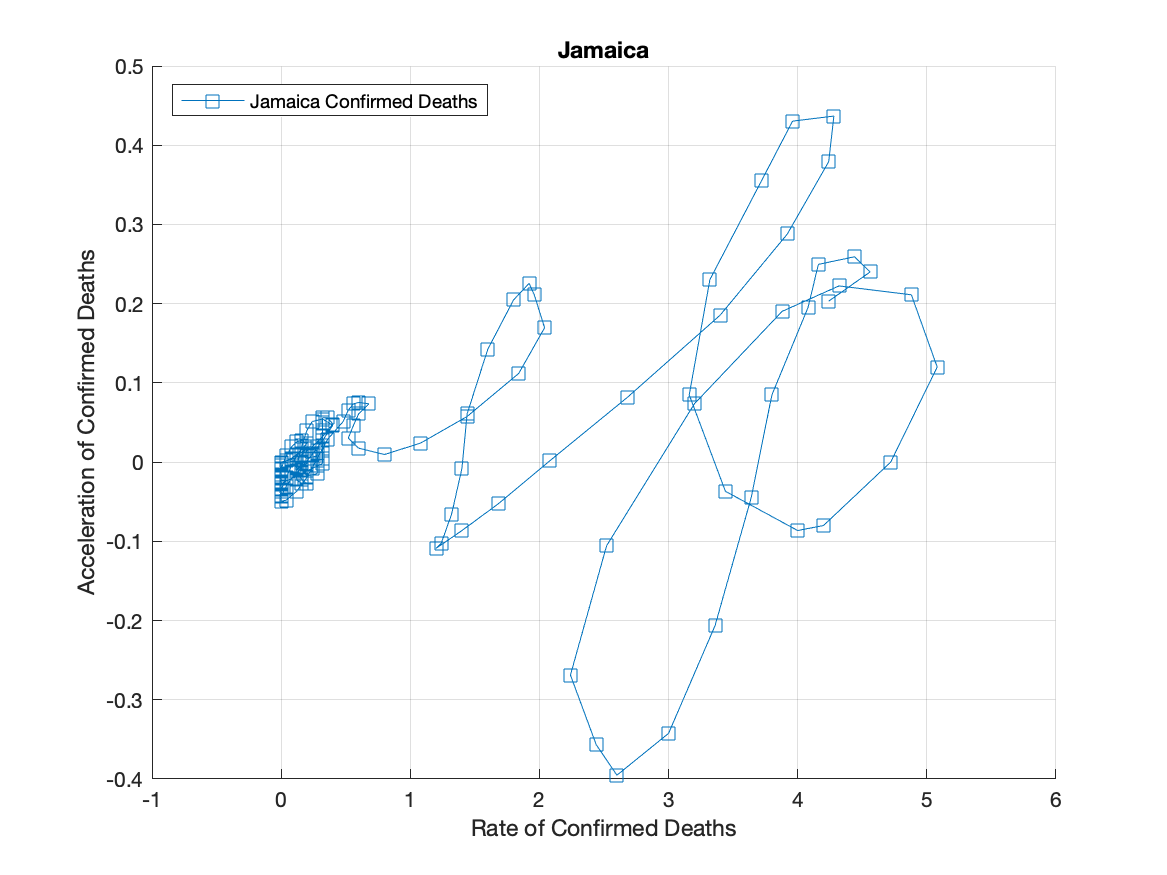 Jamaica
Jamaica Confirmed Deaths
0.5
0.4
0.3
0.2
0.1
0
-0.1
-0.2
-0.3
-0.4
Acceleration of Confirmed Deaths
-1 0 1 2 3 4 5 6
Rate of Confirmed Deaths